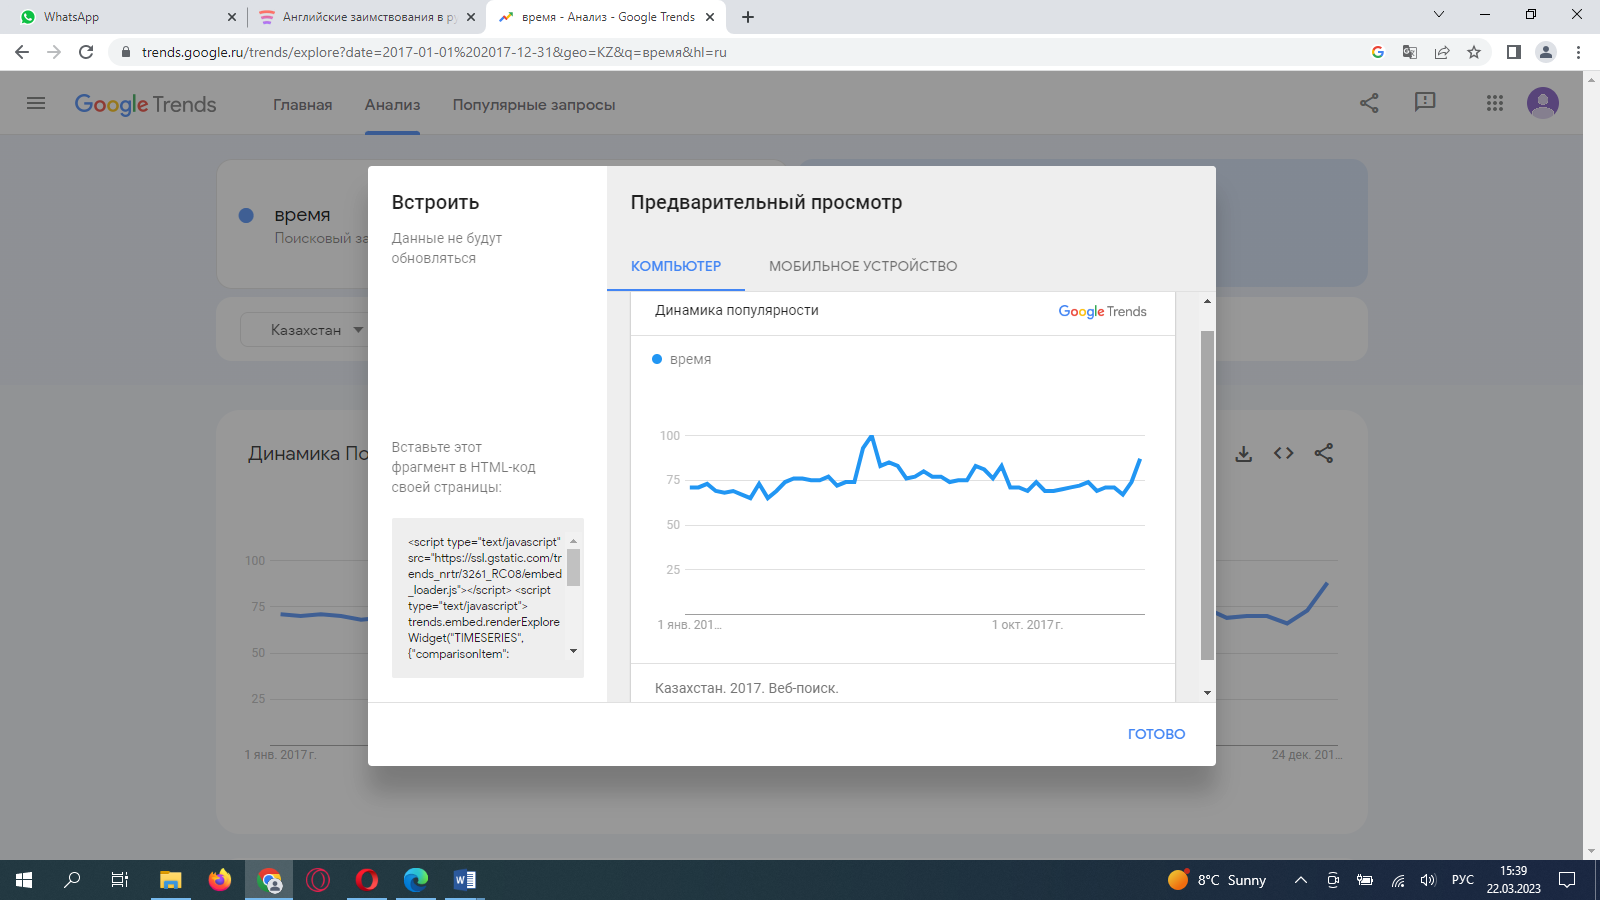 WhatsApp
Английские заимствования в ру
время - Анализ - Google Trends
trends.google.ru/trends/explore?date=2017-01-01%202017-12-31&geo=KZ&q=время&hl=ru
Google Trends
Главная
Анализ
Популярные запросы
время
Поисковый за
Казахстан
Динамика По
100
75
50
25
1 янв. 2017 г.
24 дек. 201...
Встроить
Данные не будут
обновляться
Вставьте этот
фрагмент в HTML-код
своей страницы:
<script type="text/javascript"
src="https://ssl.gstatic.com/tr
ends_nrtr/3261_RC08/embed
_loader.js"></script> <script
type="text/javascript">
trends.embed.renderExplore
Widget("TIMESERIES",
{"comparisonItem":
Предварительный просмотр
КОМПЬЮТЕР
МОБИЛЬНОЕ УСТРОЙСТВО
Динамика популярности
Google Trends
время
100
75
50
25
1 янв. 201...
1 окт. 2017 г.
Казахстан. 2017. Веб-поиск.
ГОТОВО
8°C Sunny
РУС
15:39
22.03.2023